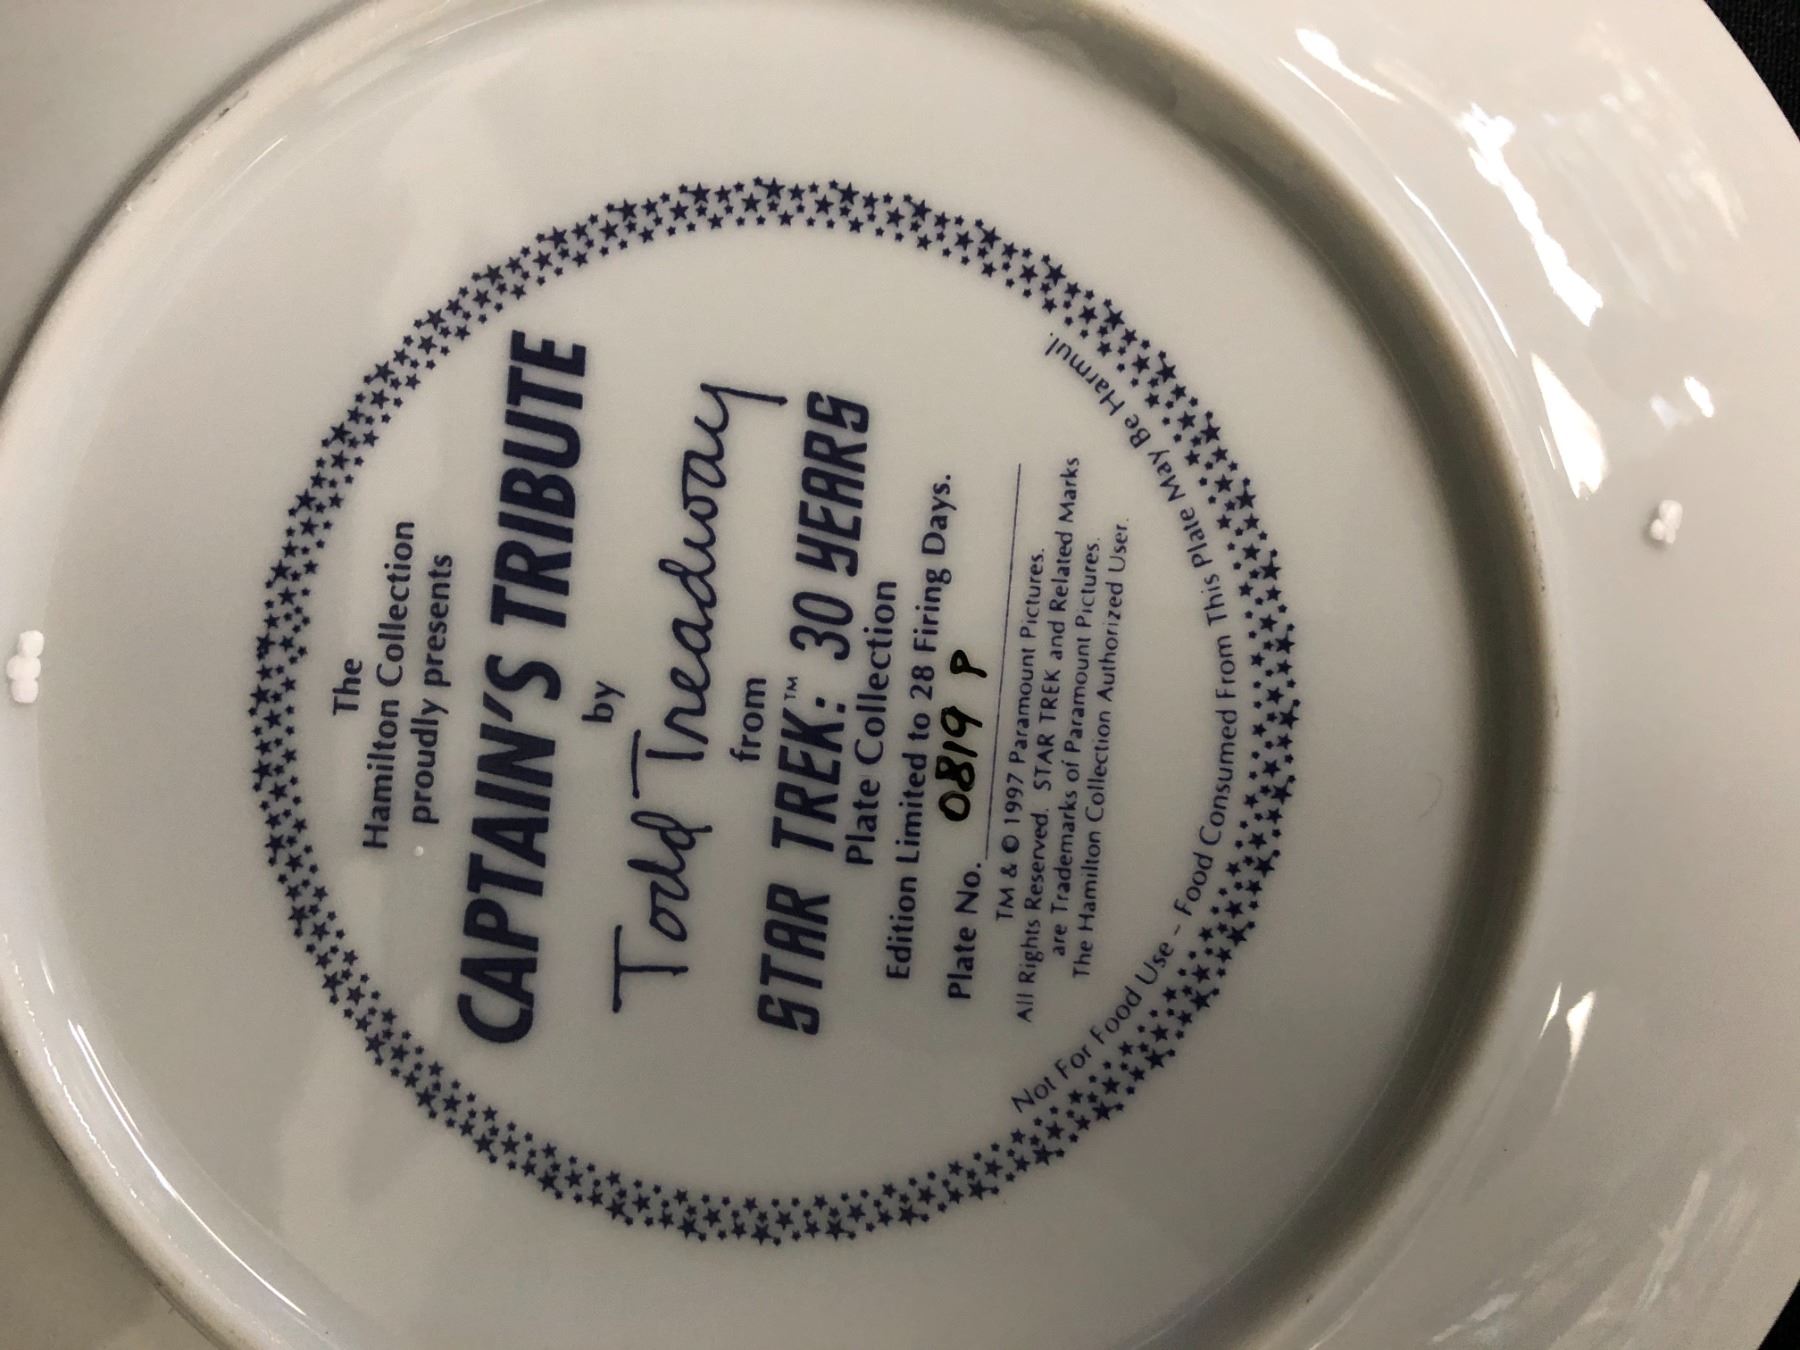 The
Hamilton Collection
proudly presents
CAPTAIN'S TRIBUTE
by
Todd Treadway
from
STAR TREK™: 30 YEARS
Plate Collection
Edition Limited to 28 Firing Days.
Plate No. 0819 P
TM & © 1997 Paramount Pictures.
All Rights Reserved. STAR TREK and Related Marks
are Trademarks of Paramount Pictures.
The Hamilton Collection Authorized User.
Not For Food Use ~ Food Consumed From This Plate May Be Harmul.